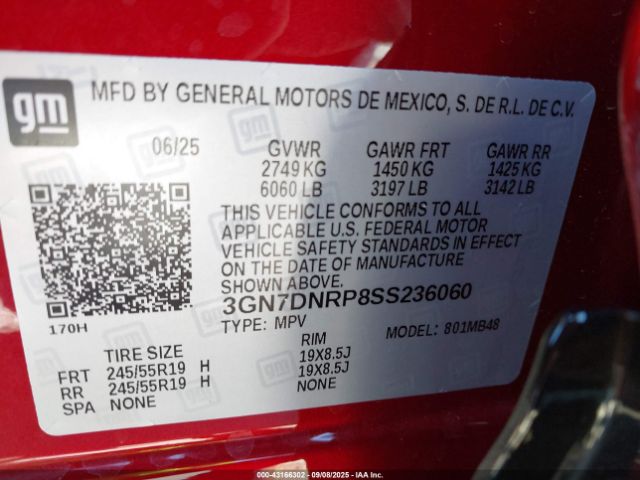 gm
MFD BY GENERAL MOTORS DE MEXICO, S. DE R.L. DE C.V.
06/25 GVWR GAWR FRT GAWR RR
2749 KG 1450 KG 1425 KG
6060 LB 3197 LB 3142 LB
THIS VEHICLE CONFORMS TO ALL
APPLICABLE U.S. FEDERAL MOTOR
VEHICLE SAFETY STANDARDS IN EFFECT
ON THE DATE OF MANUFACTURE
SHOWN ABOVE.
3GN7DNRP8SS236060
170H
TYPE: MPV MODEL: 801MB48
TIRE SIZE RIM
FRT 245/55R19 H 19X8.5J
RR 245/55R19 H 19X8.5J
SPA NONE NONE
000-43166302 - 09/08/2025 - IAA Inc.